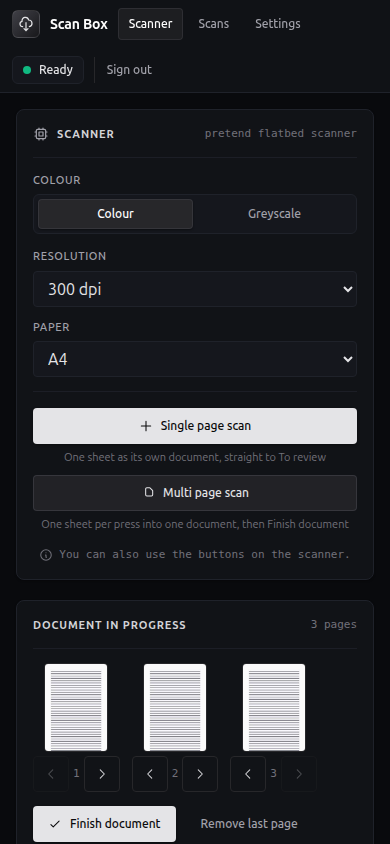 Scan Box Scanner Scans Settings
Ready Sign out
SCANNER pretend flatbed scanner
COLOUR
Colour Greyscale
RESOLUTION
300 dpi
PAPER
A4
Single page scan
One sheet as its own document, straight to To review
Multi page scan
One sheet per press into one document, then Finish document
You can also use the buttons on the scanner.
DOCUMENT IN PROGRESS 3 pages
1 2 3
Finish document Remove last page